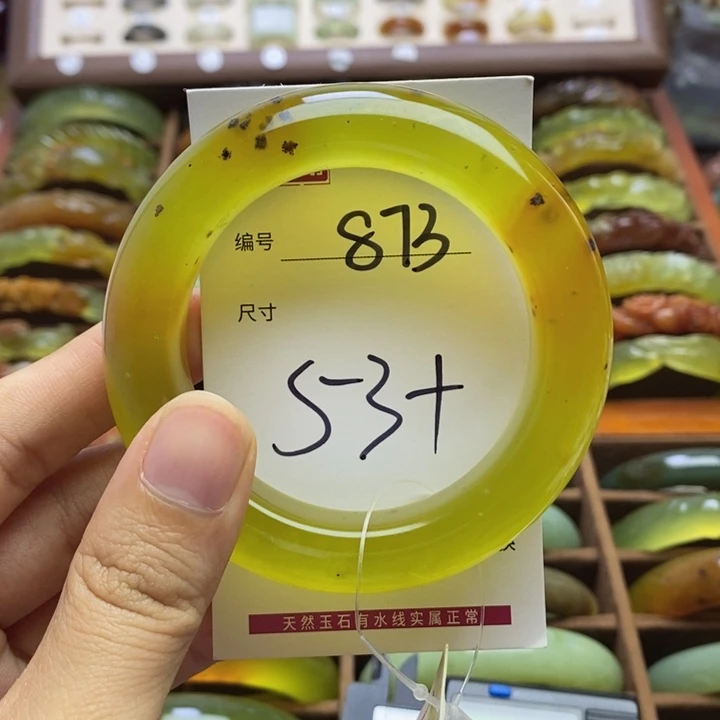 编号 873
尺寸
53+
天然玉石有水线实属正常